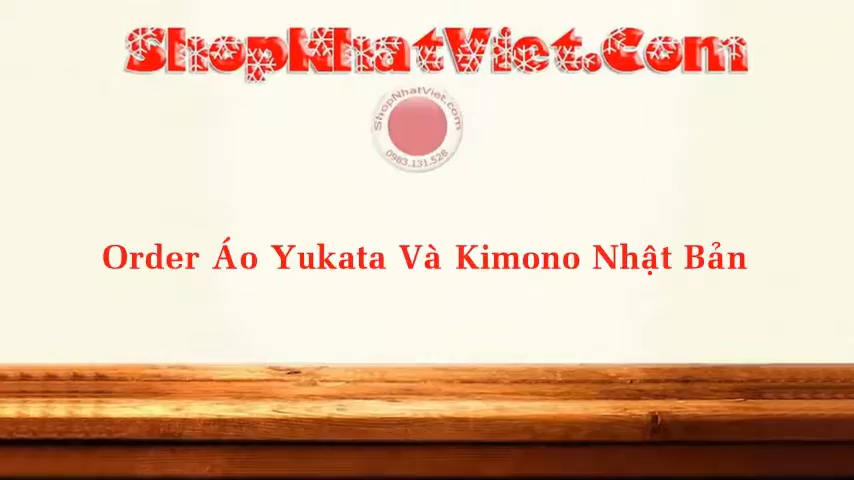 ShopNhatViet.Com
ShopNhatViet.com
0983.131.528
Order Áo Yukata Và Kimono Nhật Bản